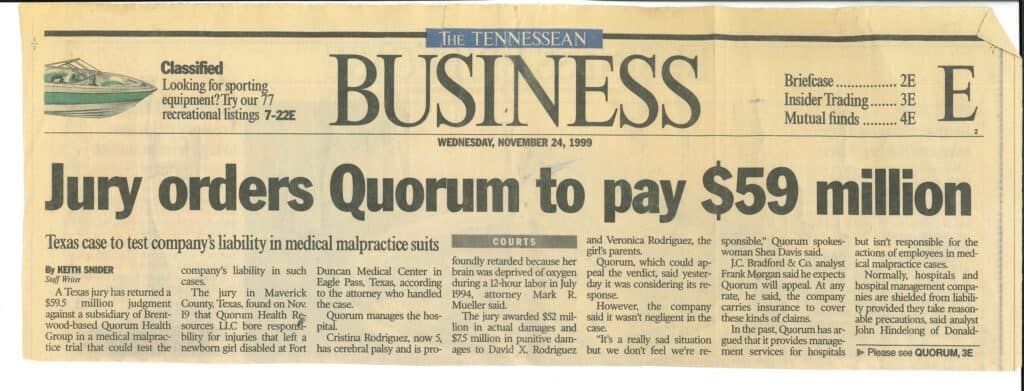 THE TENNESSEAN
BUSINESS
Classified
Looking for sporting
equipment? Try our 77
recreational listings 7-22E
Briefcase ................ 2E
Insider Trading ...... 3E
Mutual funds ......... 4E
E
2
WEDNESDAY, NOVEMBER 24, 1999
Jury orders Quorum to pay $59 million
Texas case to test company's liability in medical malpractice suits
By KEITH SNIDER
Staff Writer
A Texas jury has returned a
$59.5 million judgment
against a subsidiary of Brent-
wood-based Quorum Health
Group in a medical malprac-
tice trial that could test the
company's liability in such
cases.
The jury in Maverick
County, Texas, found on Nov.
19 that Quorum Health Re-
sources LLC bore responsi-
bility for injuries that left a
newborn girl disabled at Fort
Duncan Medical Center in
Eagle Pass, Texas, according
to the attorney who handled
the case.
Quorum manages the hos-
pital.
Cristina Rodriguez, now 5,
has cerebral palsy and is pro-
COURTS
foundly retarded because her
brain was deprived of oxygen
during a 12-hour labor in July
1994, attorney Mark R.
Mueller said.
The jury awarded $52 mil-
lion in actual damages and
$7.5 million in punitive dam-
ages to David X. Rodriguez
and Veronica Rodriguez, the
girl's parents.
Quorum, which could ap-
peal the verdict, said yester-
day it was considering its re-
sponse.
However, the company
said it wasn't negligent in the
case.
"It's a really sad situation
but we don't feel we're re-
sponsible," Quorum spokes-
woman Shea Davis said.
J.C. Bradford & Co. analyst
Frank Morgan said he expects
Quorum will appeal. At any
rate, he said, the company
carries insurance to cover
these kinds of claims.
In the past, Quorum has ar-
gued that it provides manage-
ment services for hospitals
but isn't responsible for the
actions of employees in med-
ical malpractice cases.
Normally, hospitals and
hospital management compa-
nies are shielded from liabili-
ty provided they take reason-
able precautions, said analyst
John Hindelong of Donald-
▶ Please see QUORUM, 3E